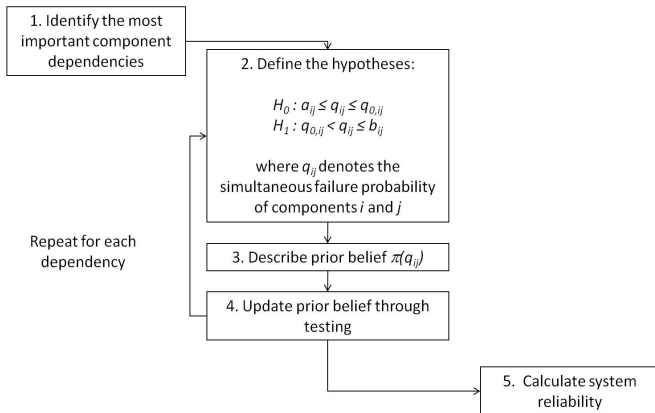 1. Identify the most
important component
dependencies
2. Define the hypotheses:
H₀ : aᵢⱼ ≤ qᵢⱼ ≤ q₀,ᵢⱼ
H₁ : q₀,ᵢⱼ < qᵢⱼ ≤ bᵢⱼ
where qᵢⱼ denotes the
simultaneous failure probability
of components i and j
Repeat for each
dependency
3. Describe prior belief π(qᵢⱼ)
4. Update prior belief through
testing
5. Calculate system
reliability